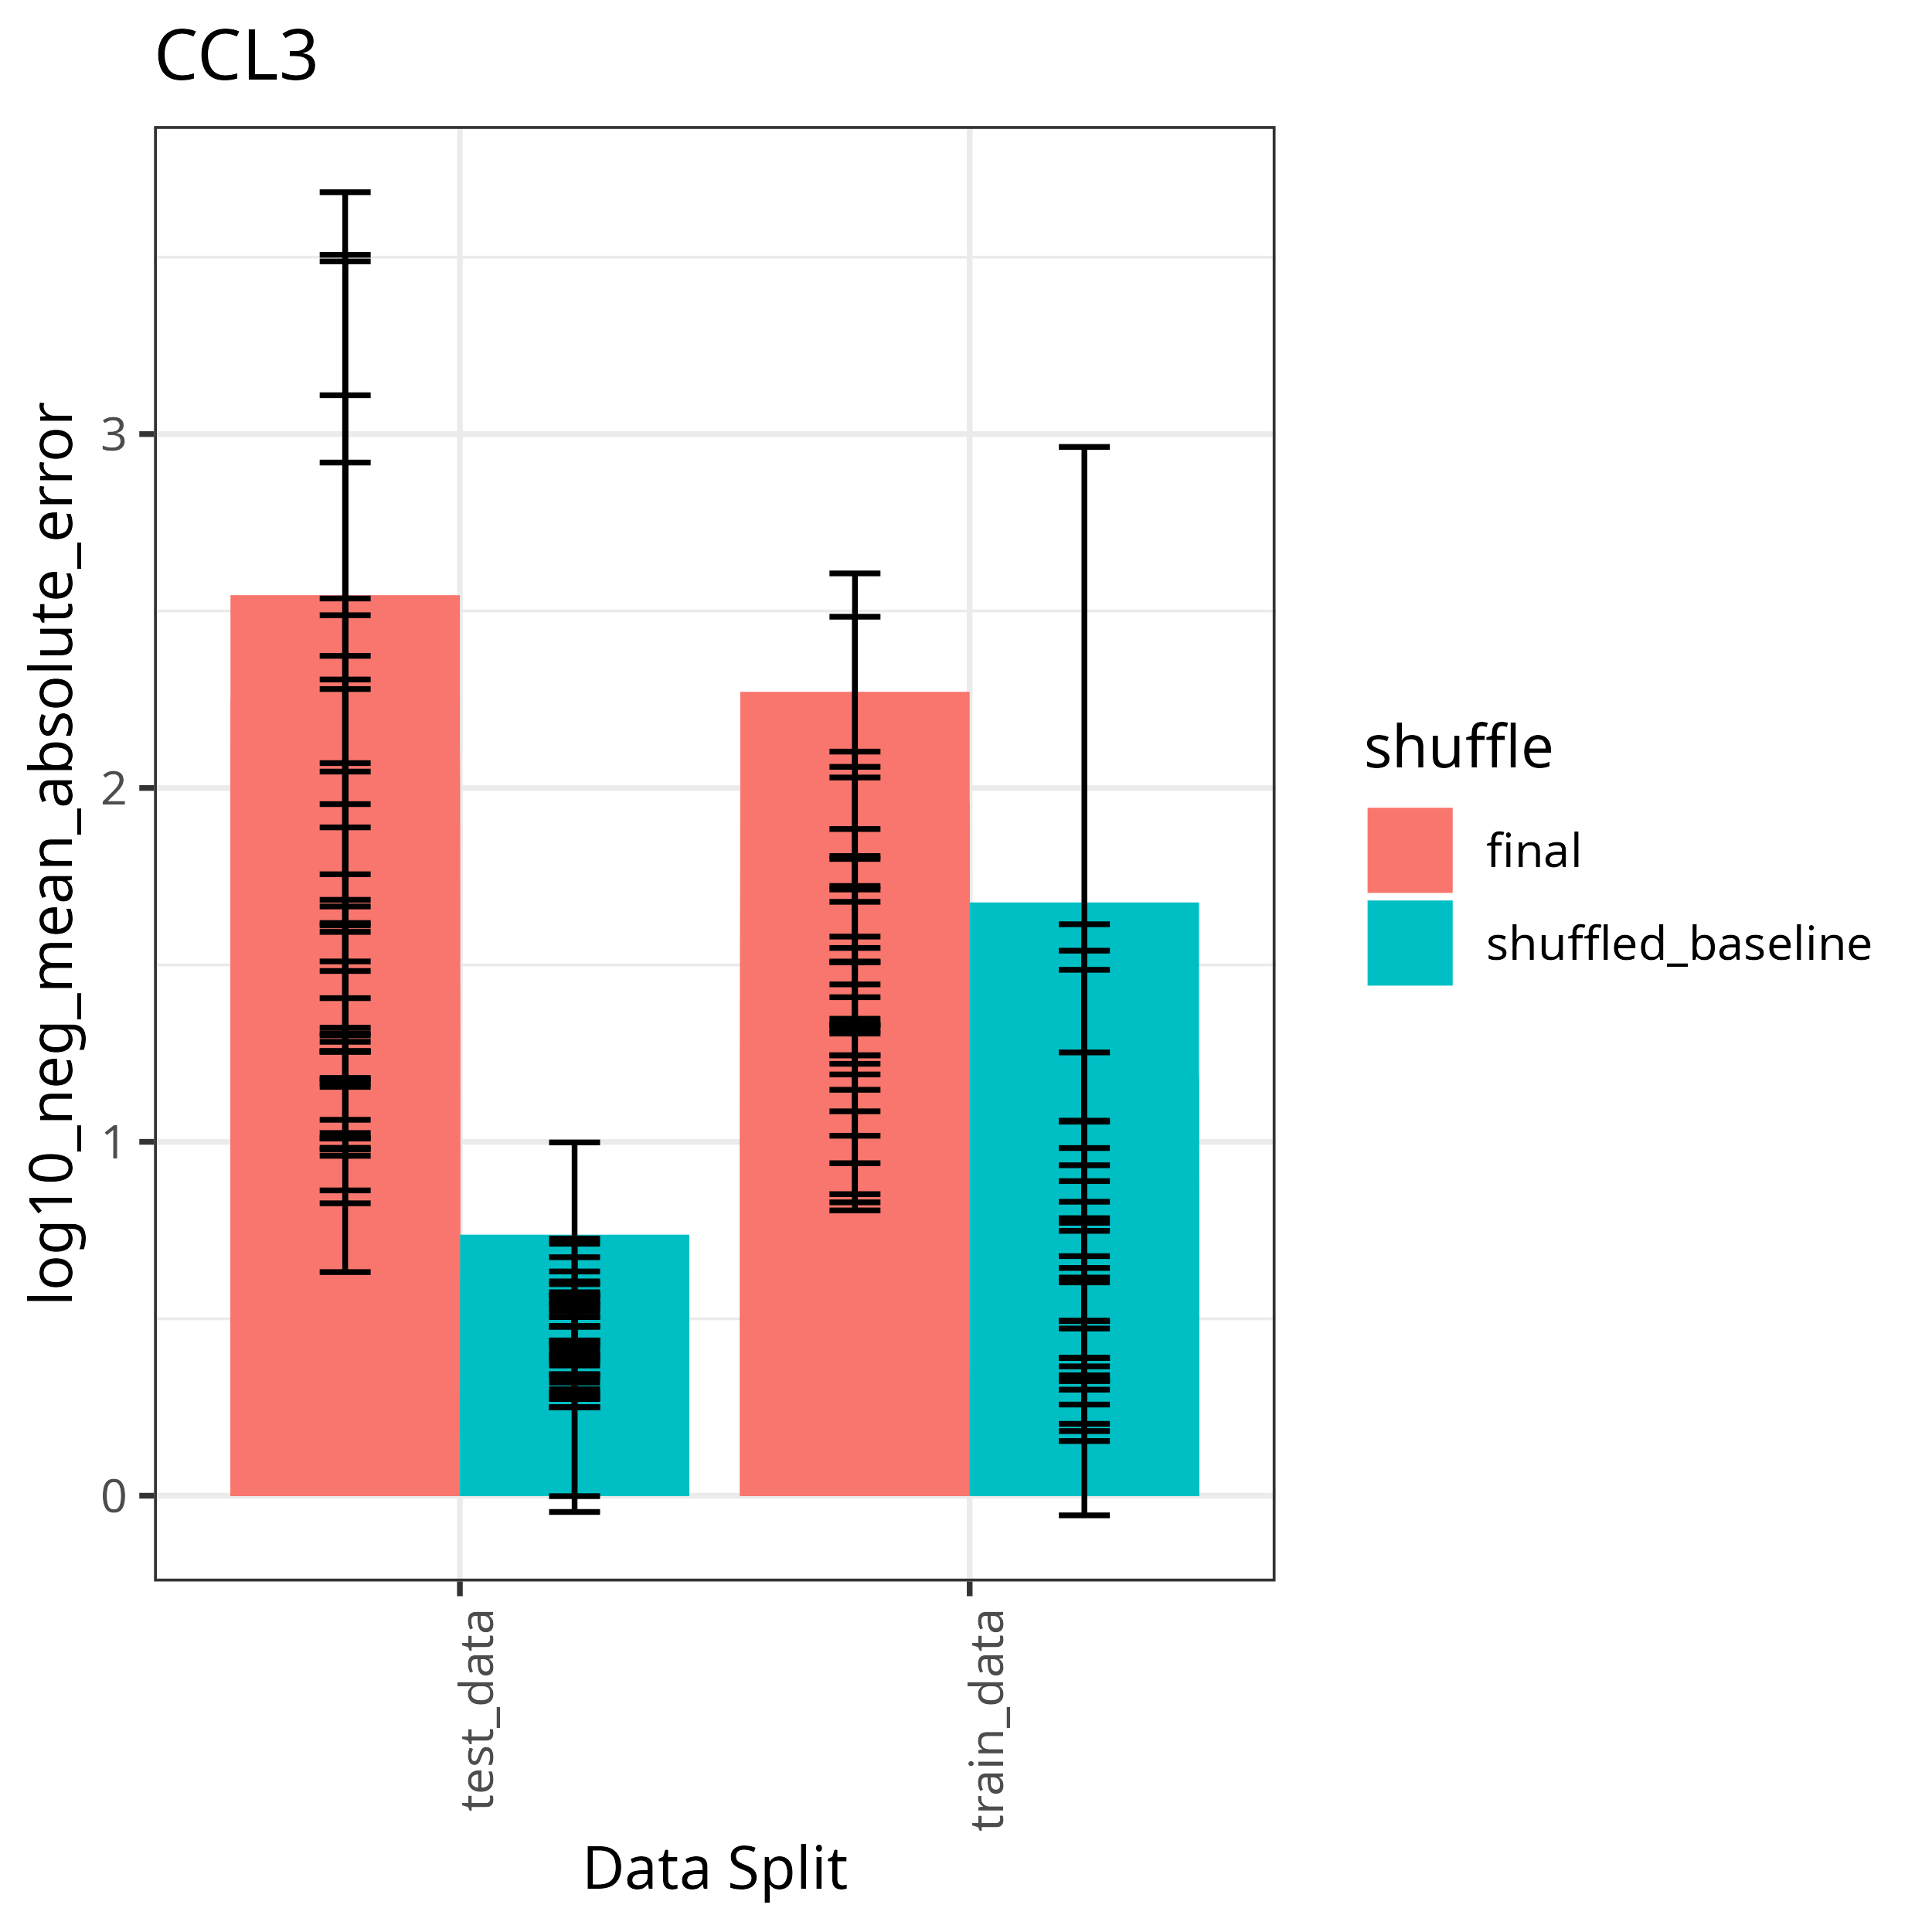 CCL3
log10_neg_mean_absolute_error
3
2
1
0
test_data
train_data
Data Split
shuffle
final
shuffled_baseline